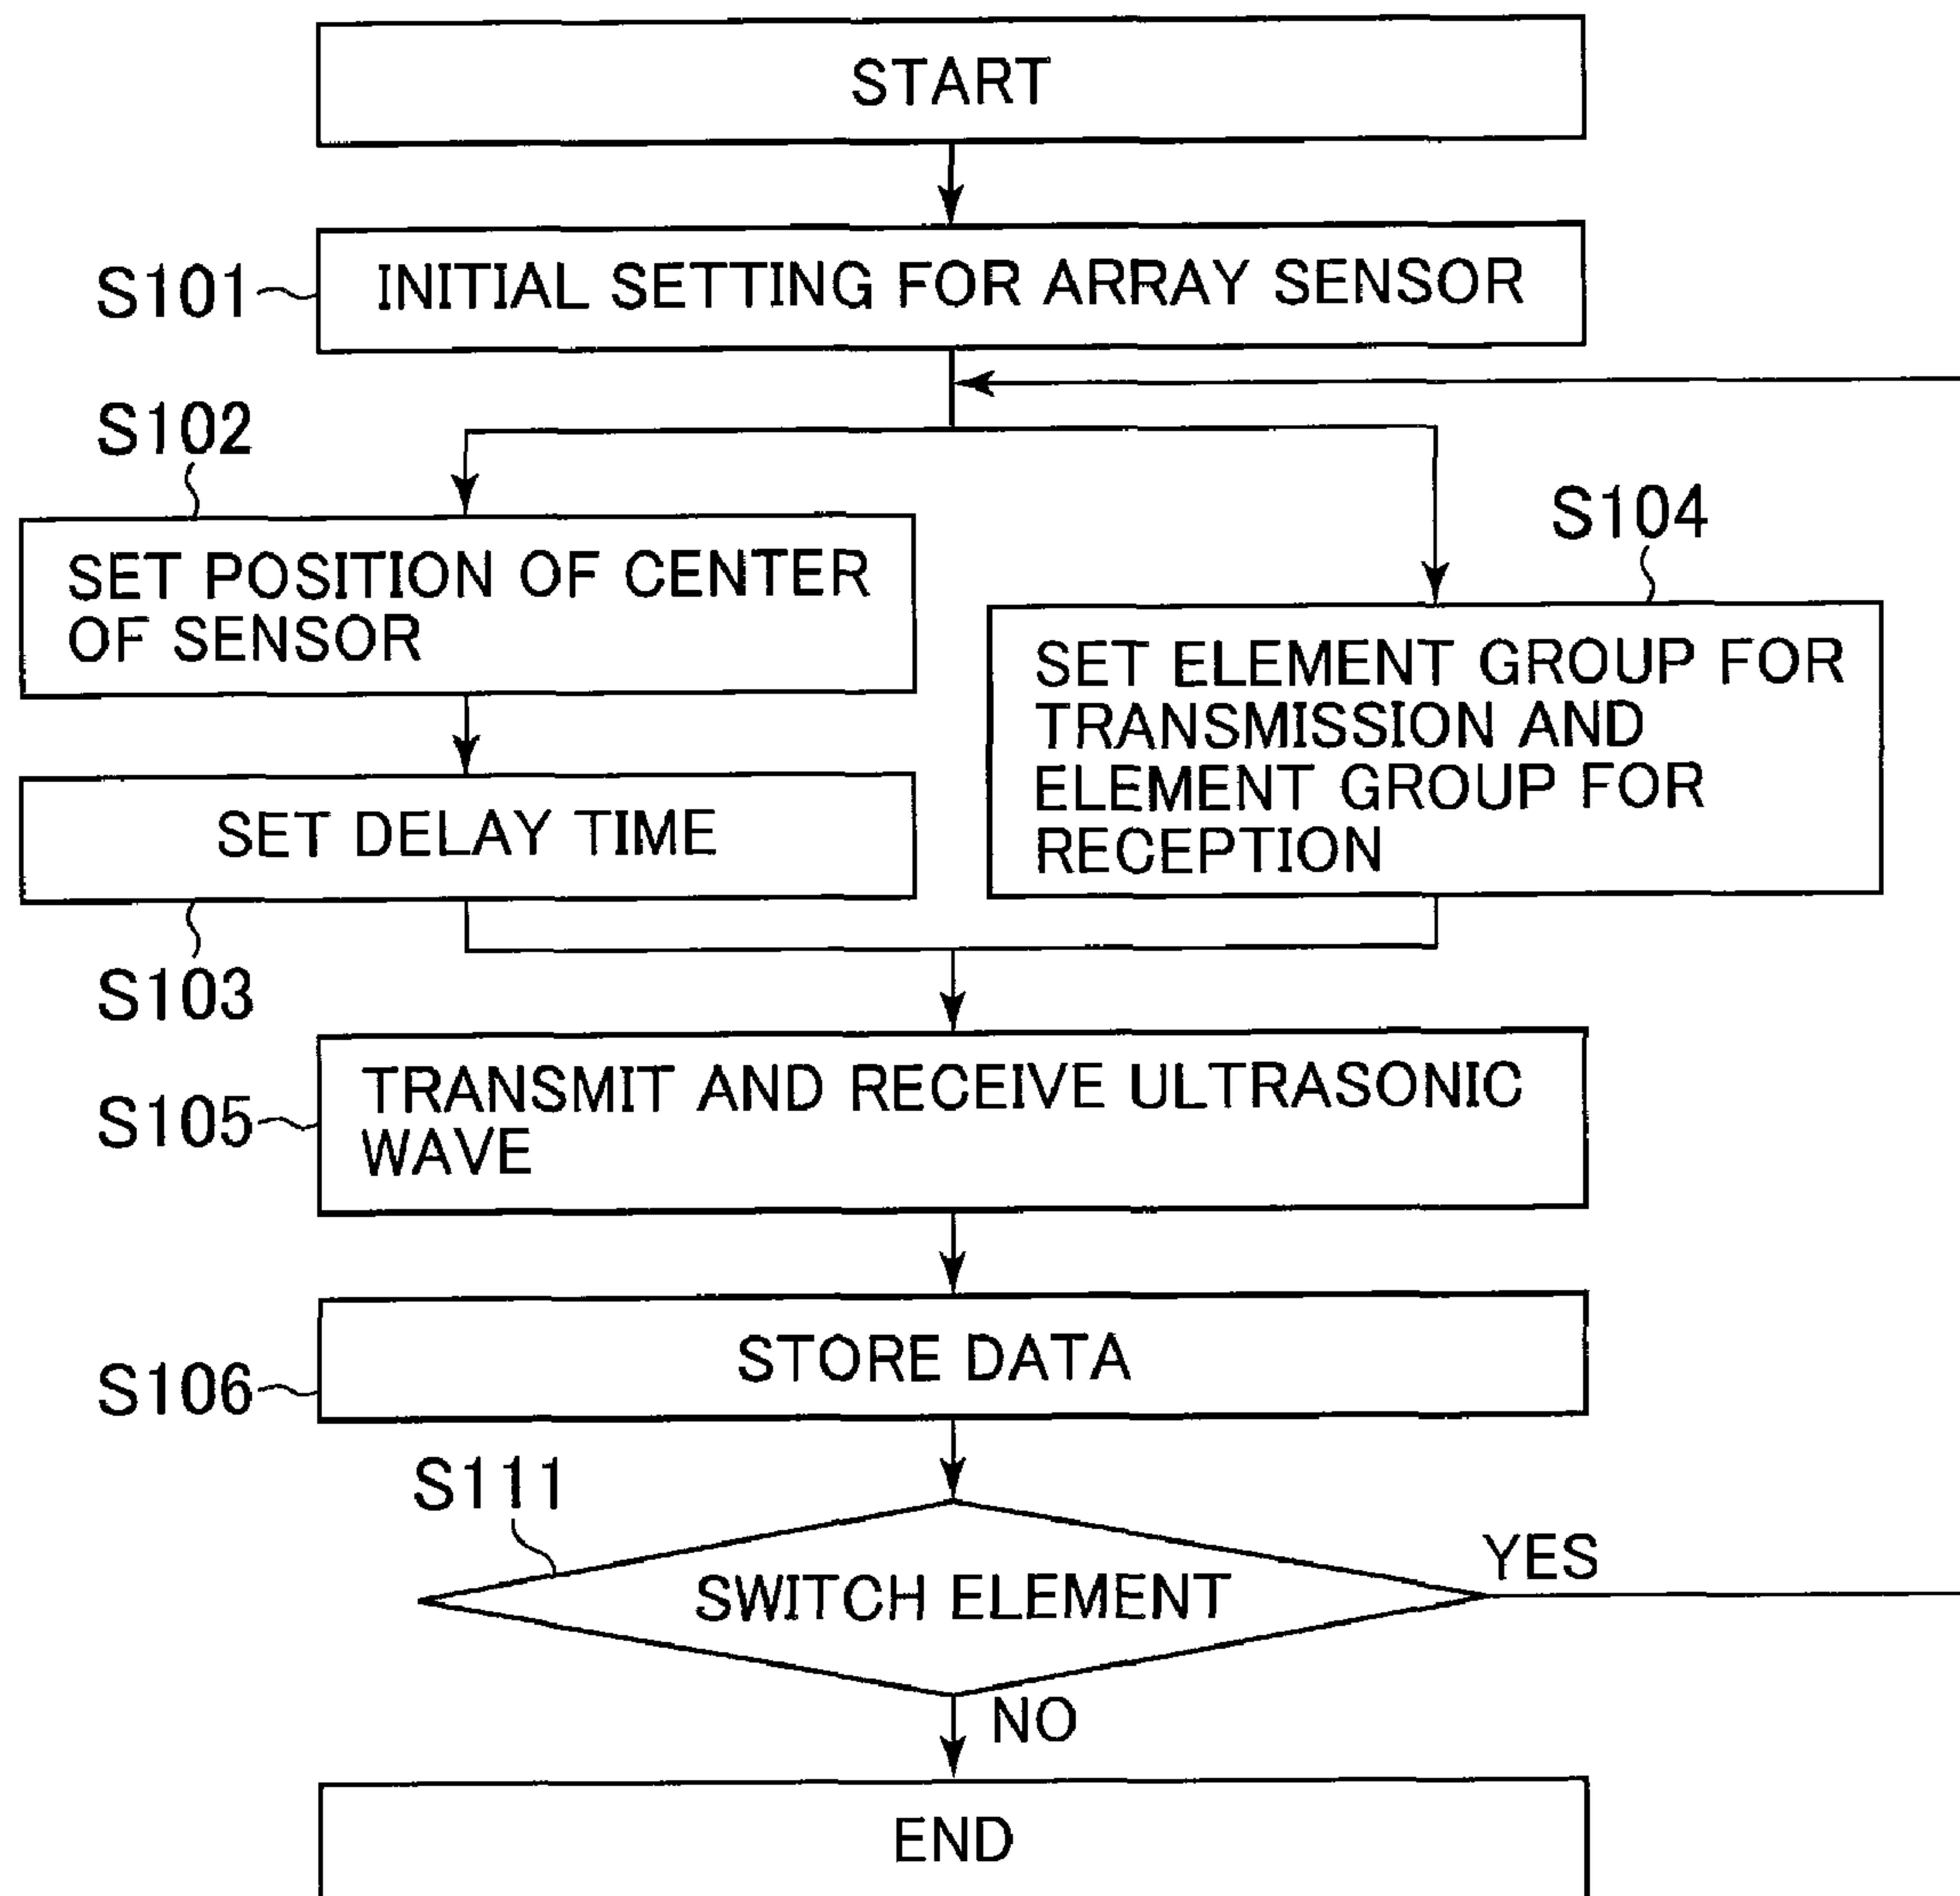 START
S101
INITIAL SETTING FOR ARRAY SENSOR
S102
SET POSITION OF CENTER
OF SENSOR
S104
SET ELEMENT GROUP FOR
TRANSMISSION AND
ELEMENT GROUP FOR
RECEPTION
SET DELAY TIME
S103
S105
TRANSMIT AND RECEIVE ULTRASONIC
WAVE
S106
STORE DATA
S111
SWITCH ELEMENT
YES
NO
END